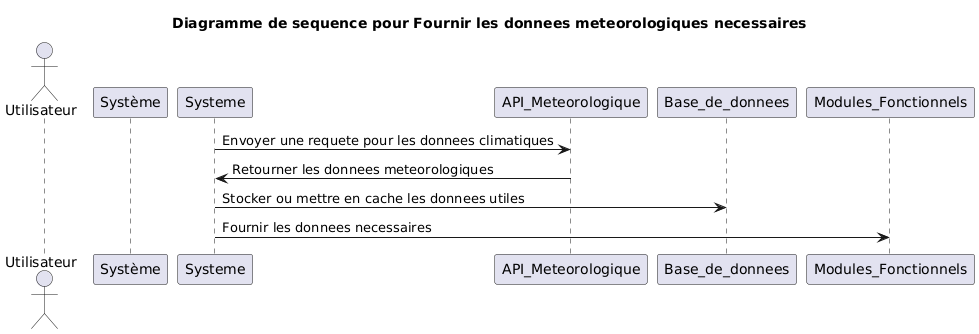 Diagramme de sequence pour Fournir les donnees meteorologiques necessaires
Utilisateur
Système
Systeme
API_Meteorologique
Base_de_donnees
Modules_Fonctionnels
Envoyer une requete pour les donnees climatiques
Retourner les donnees meteorologiques
Stocker ou mettre en cache les donnees utiles
Fournir les donnees necessaires
Utilisateur
Système
Systeme
API_Meteorologique
Base_de_donnees
Modules_Fonctionnels